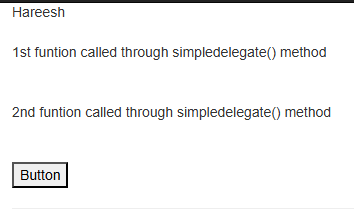 Hareesh
1st funtion called through simpledelegate() method
2nd funtion called through simpledelegate() method
Button